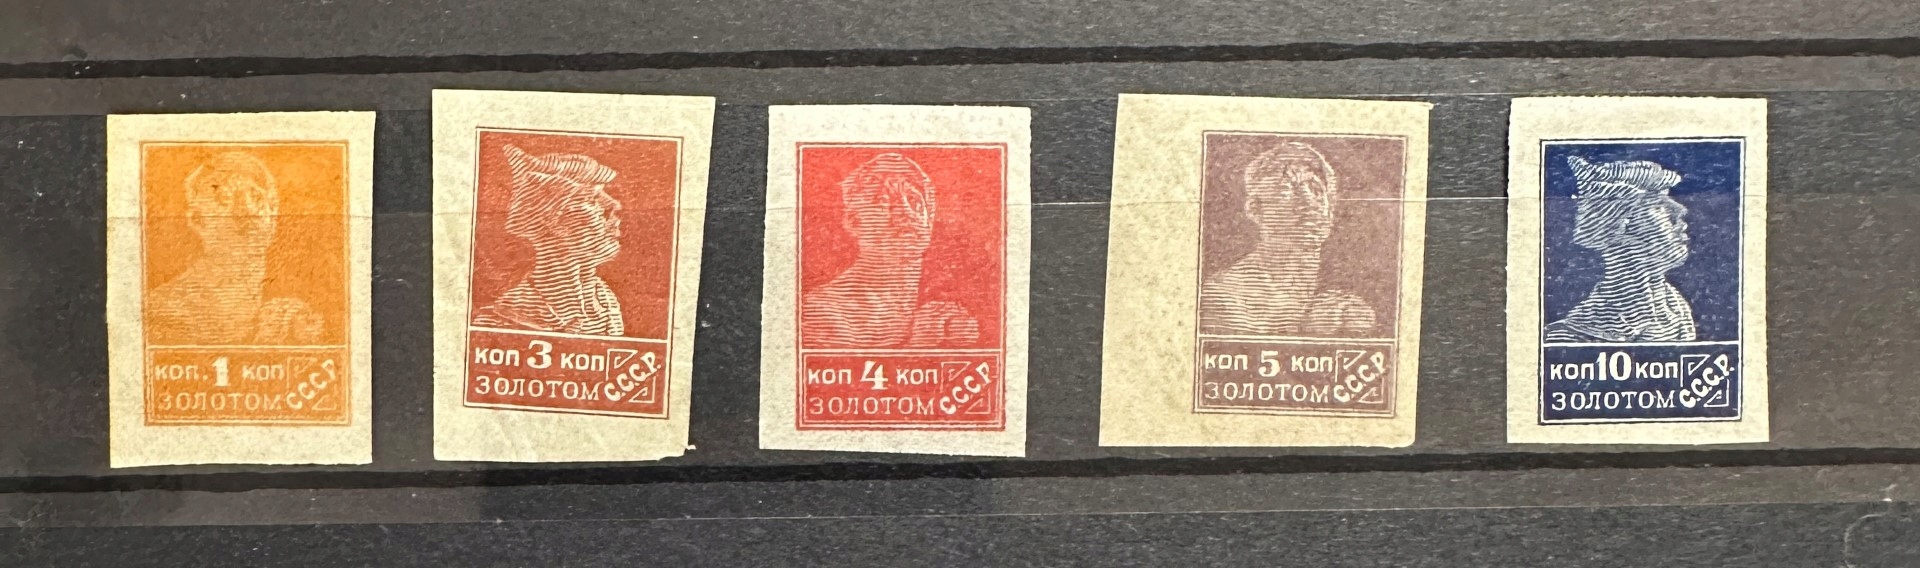 коп. 1 коп
золотом
С.С.С.Р.
коп 3 коп
золотом
С.С.С.Р.
коп 4 коп
золотом
С.С.С.Р.
коп 5 коп
золотом
С.С.С.Р.
коп 10 коп
золотом
С.С.С.Р.